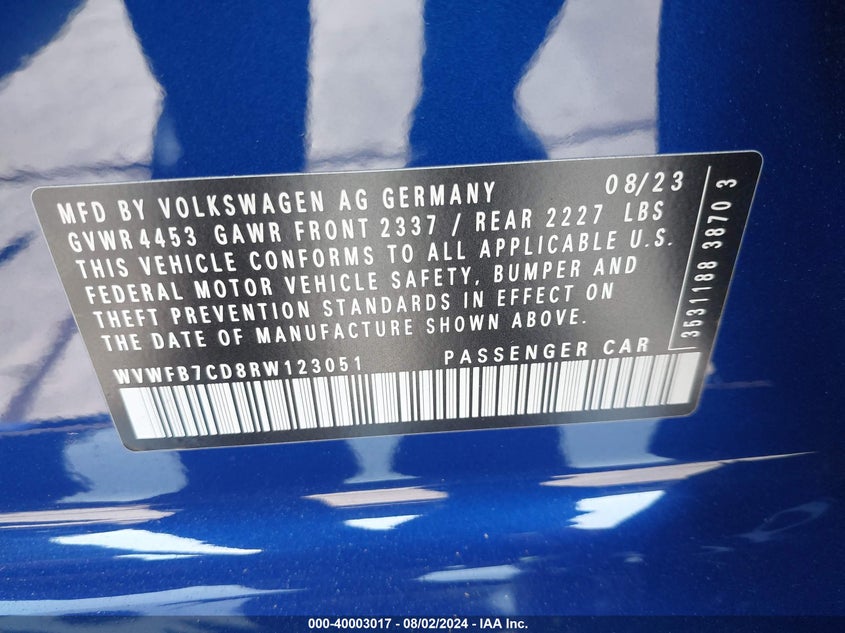 MFD BY VOLKSWAGEN AG GERMANY 08/23
GVWR 4453 GAWR FRONT 2337 / REAR 2227 LBS
THIS VEHICLE CONFORMS TO ALL APPLICABLE U.S.
FEDERAL MOTOR VEHICLE SAFETY, BUMPER AND
THEFT PREVENTION STANDARDS IN EFFECT ON
THE DATE OF MANUFACTURE SHOWN ABOVE.
WVWFB7CD8RW123051 PASSENGER CAR
3531188 3870 3
000-40003017 - 08/02/2024 - IAA Inc.